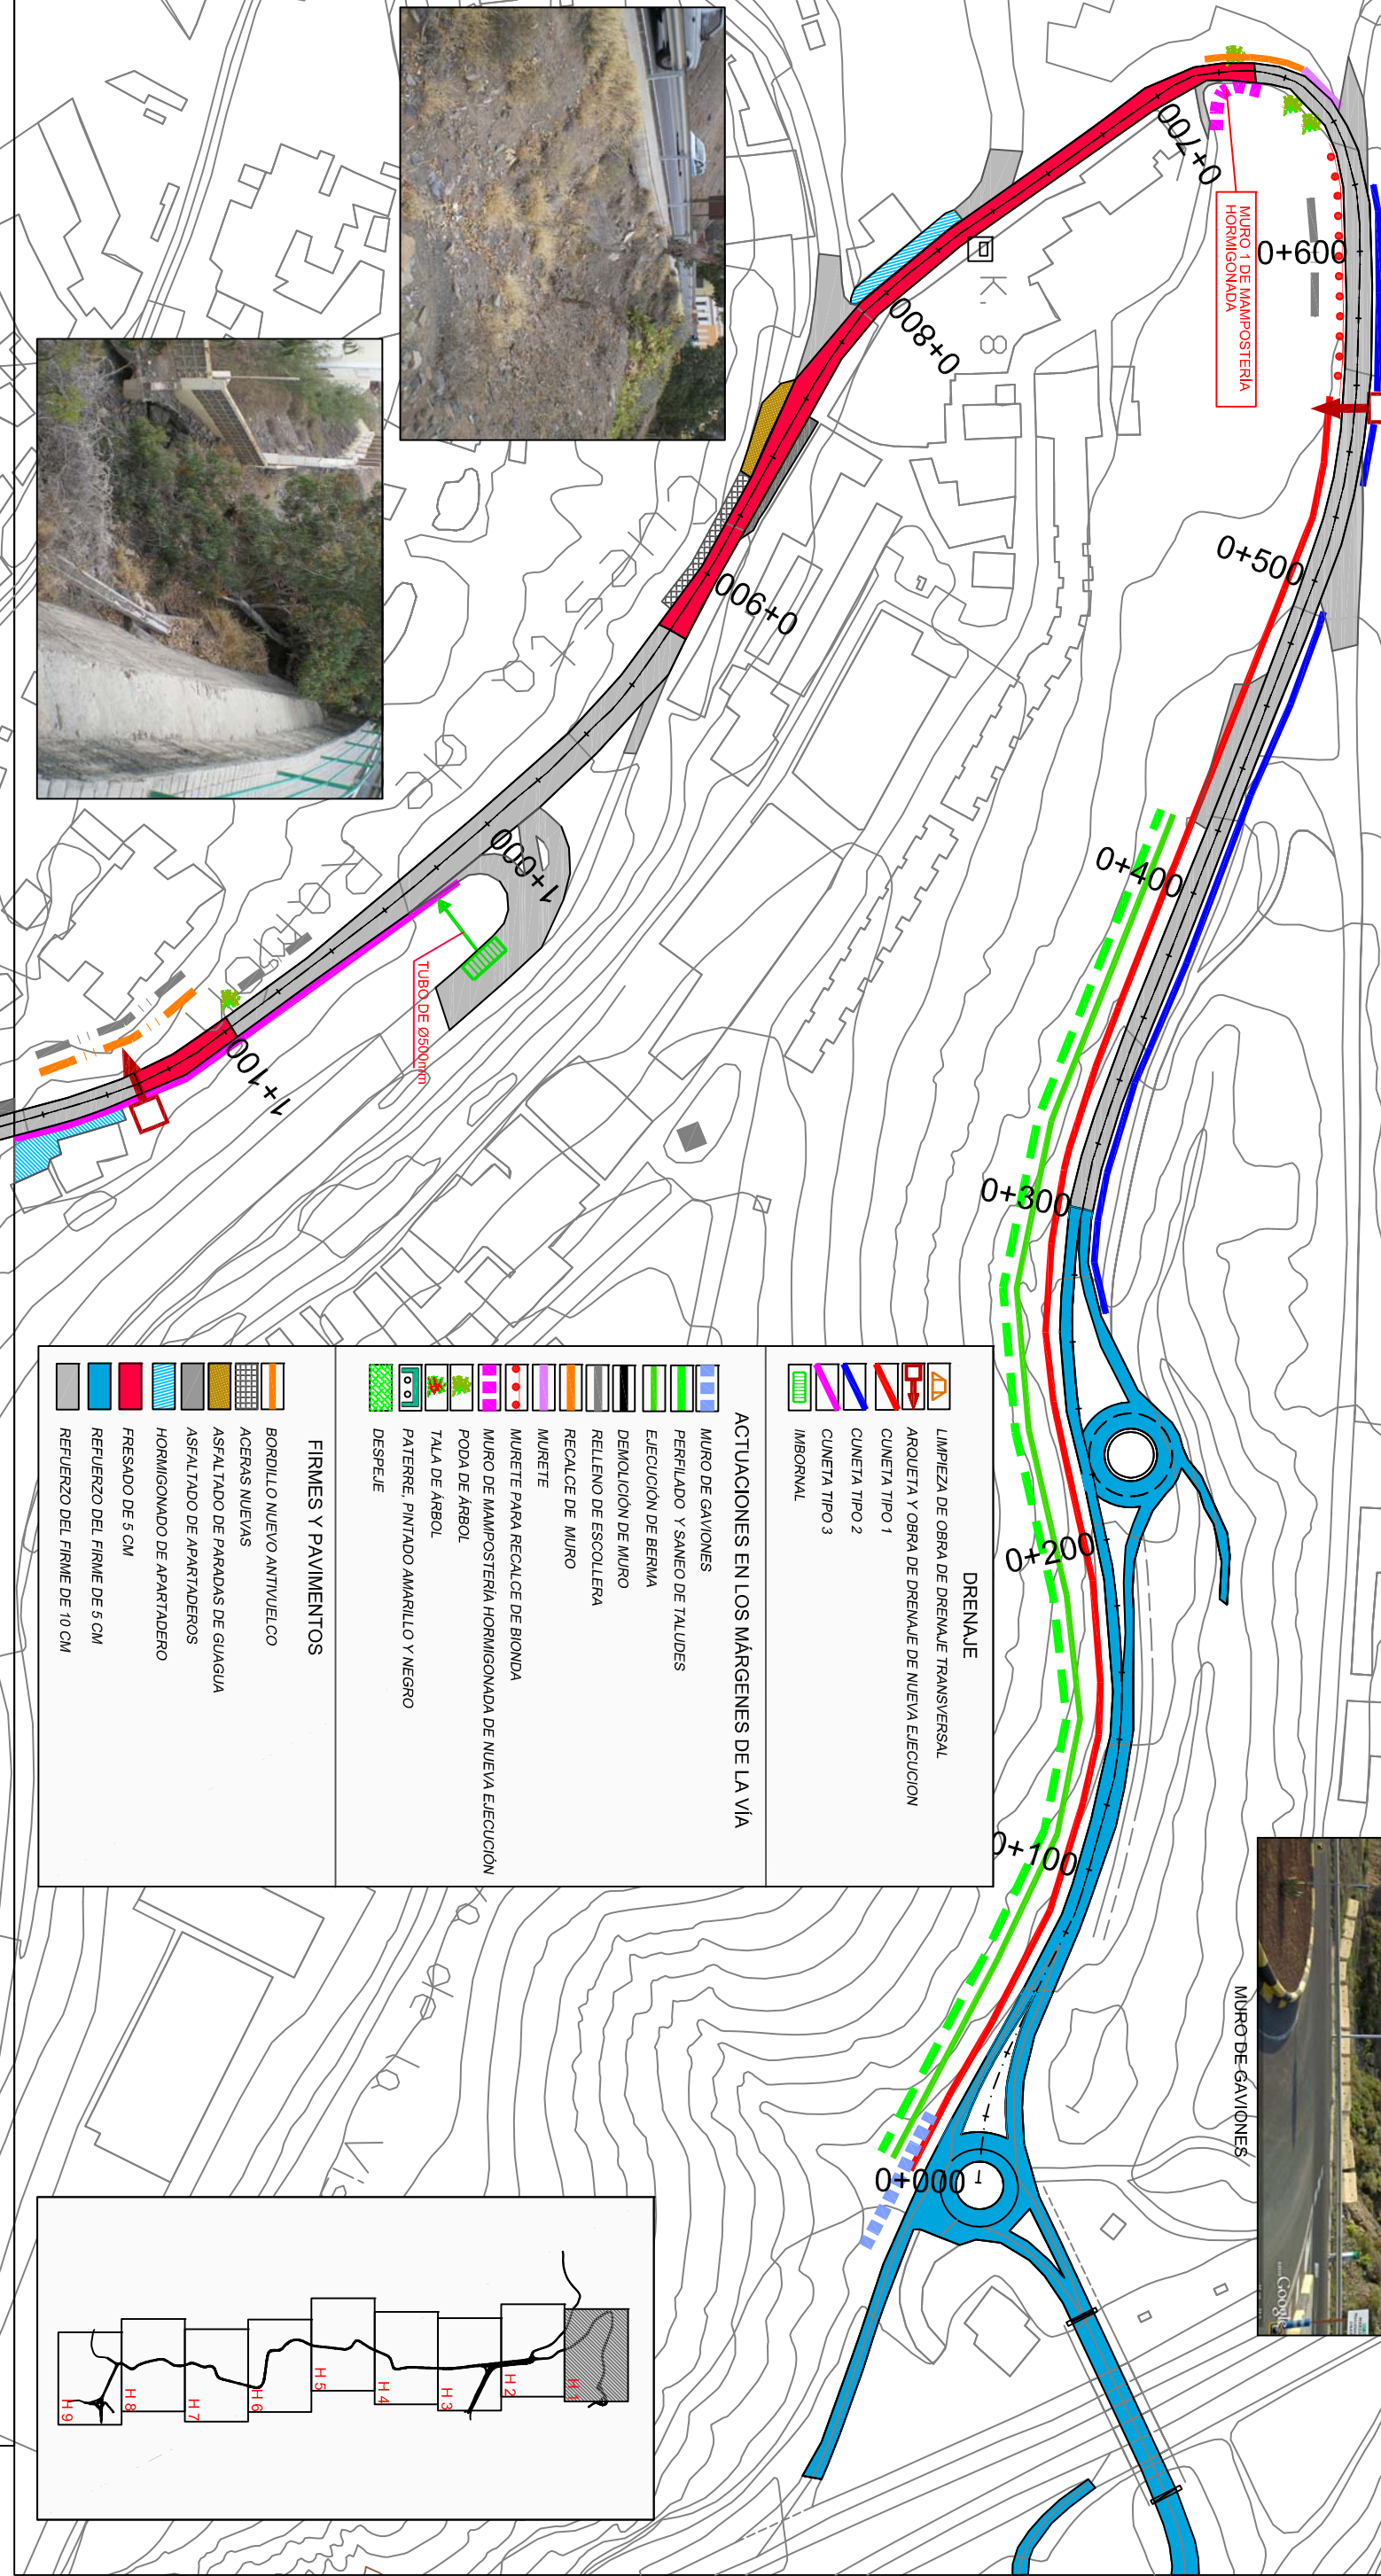 0+000
0+100
0+200
0+300
0+400
0+500
0+600
0+700
0+800
0+900
1+000
1+100
MURO 1 DE MAMPOSTERÍA
HORMIGONADA
TUBO DE Ø500mm
MURO DE GAVIONES
Google
DRENAJE
LIMPIEZA DE OBRA DE DRENAJE TRANSVERSAL
ARQUETA Y OBRA DE DRENAJE DE NUEVA EJECUCION
CUNETA TIPO 1
CUNETA TIPO 2
CUNETA TIPO 3
IMBORNAL
ACTUACIONES EN LOS MÁRGENES DE LA VÍA
MURO DE GAVIONES
PERFILADO Y SANEO DE TALUDES
EJECUCIÓN DE BERMA
DEMOLICIÓN DE MURO
RELLENO DE ESCOLLERA
RECALCE DE MURO
MURETE
MURETE PARA RECALCE DE BIONDA
MURO DE MAMPOSTERÍA HORMIGONADA DE NUEVA EJECUCIÓN
PODA DE ÁRBOL
TALA DE ÁRBOL
PATERRE, PINTADO AMARILLO Y NEGRO
DESPEJE
FIRMES Y PAVIMENTOS
BORDILLO NUEVO ANTIVUELCO
ACERAS NUEVAS
ASFALTADO DE PARADAS DE GUAGUA
ASFALTADO DE APARTADEROS
HORMIGONADO DE APARTADERO
FRESADO DE 5 CM
REFUERZO DEL FIRME DE 5 CM
REFUERZO DEL FIRME DE 10 CM
H 1
H 2
H 3
H 4
H 5
H 6
H 7
H 8
H 9